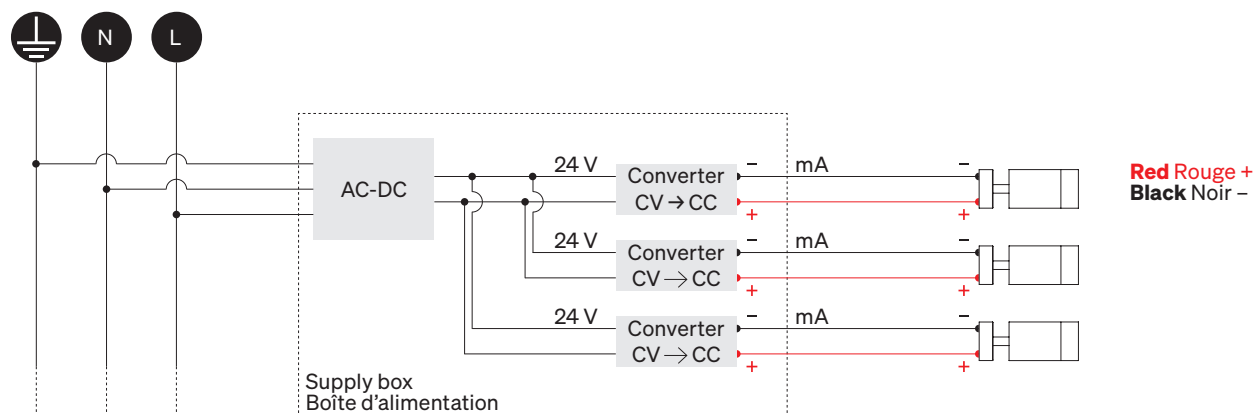 N
L
AC-DC
24 V
Converter
CV → CC
−
mA
−
+
+
Red Rouge +
Black Noir –
24 V
Converter
CV → CC
−
mA
−
+
+
24 V
Converter
CV → CC
−
mA
−
+
+
Supply box
Boîte d’alimentation